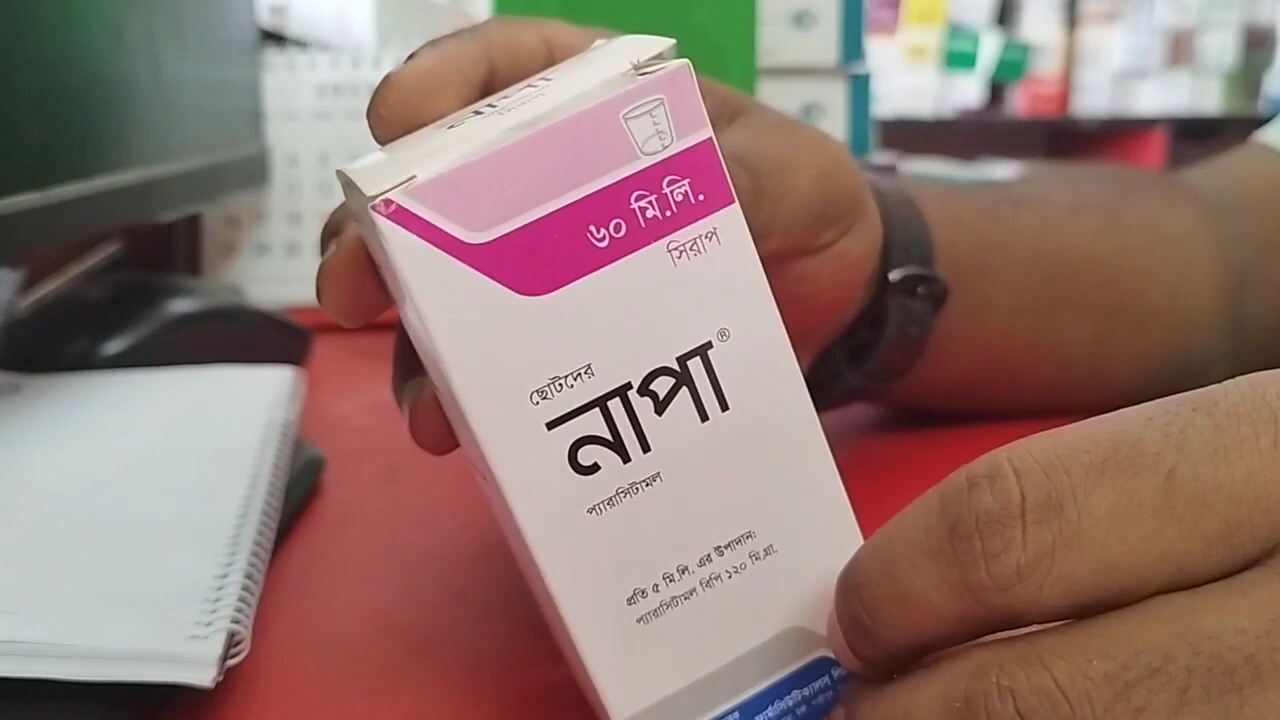 নাপা
সিরাপ
৬০ মি.লি.
সিরাপ
ছোটদের
নাপা®
প্যারাসিটামল
প্রতি ৫ মি.লি. এর উপাদান:
প্যারাসিটামল বিপি ১২০ মি.গ্রা.